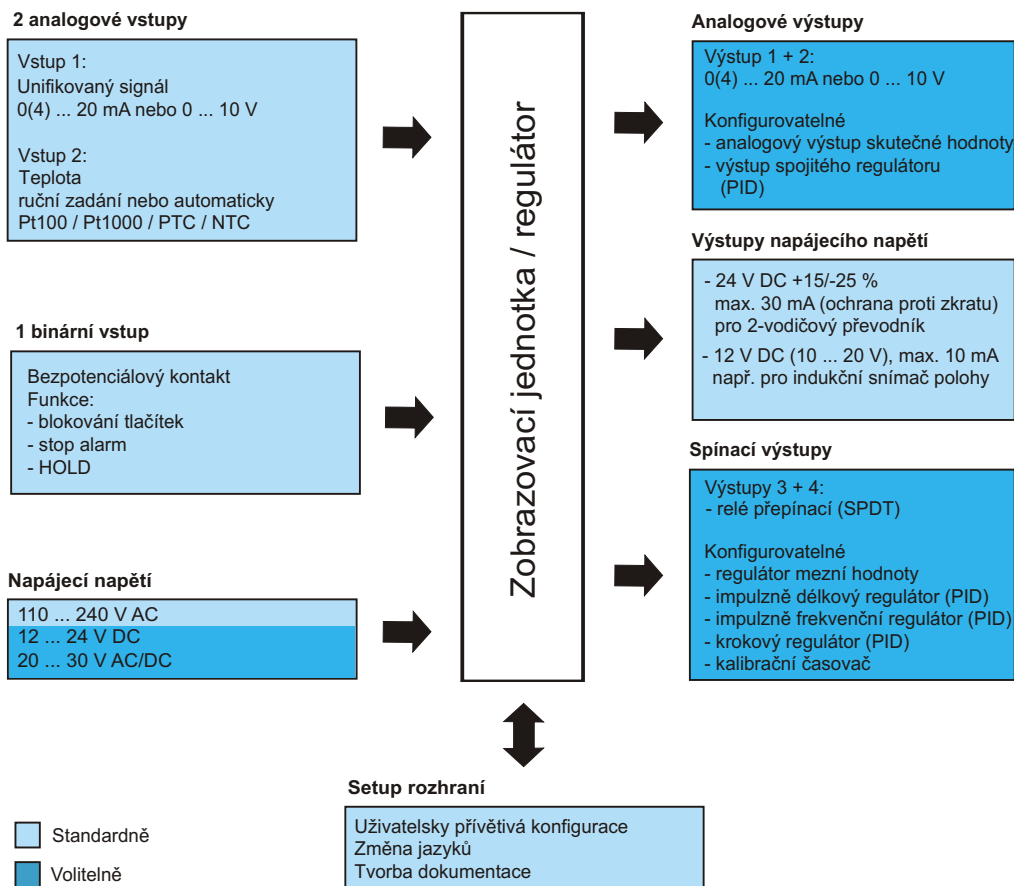 2 analogové vstupy
Vstup 1:
Unifikovaný signál
0(4) ... 20 mA nebo 0 ... 10 V
Vstup 2:
Teplota
ruční zadání nebo automaticky
Pt100 / Pt1000 / PTC / NTC
1 binární vstup
Bezpotenciálový kontakt
Funkce:
- blokování tlačítek
- stop alarm
- HOLD
Napájecí napětí
110 ... 240 V AC
12 ... 24 V DC
20 ... 30 V AC/DC
Zobrazovací jednotka / regulátor
Analogové výstupy
Výstup 1 + 2:
0(4) ... 20 mA nebo 0 ... 10 V
Konfigurovatelné
- analogový výstup skutečné hodnoty
- výstup spojitého regulátoru
(PID)
Výstupy napájecího napětí
- 24 V DC +15/-25 %
max. 30 mA (ochrana proti zkratu)
pro 2-vodičový převodník
- 12 V DC (10 ... 20 V), max. 10 mA
např. pro indukční snímač polohy
Spínací výstupy
Výstupy 3 + 4:
- relé přepínací (SPDT)
Konfigurovatelné
- regulátor mezní hodnoty
- impulzně délkový regulátor (PID)
- impulzně frekvenční regulátor (PID)
- krokový regulátor (PID)
- kalibrační časovač
Setup rozhraní
Uživatelsky přívětivá konfigurace
Změna jazyků
Tvorba dokumentace
Standardně
Volitelně